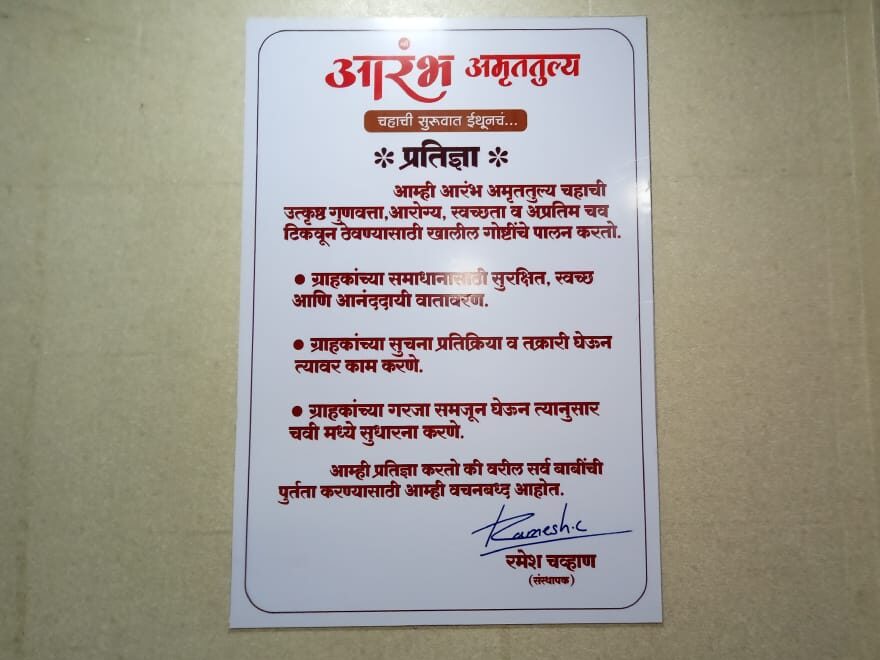 श्री
आरंभ अमृततुल्य
चहाची सुरूवात ईथूनचं...
* प्रतिज्ञा *
आम्ही आरंभ अमृततुल्य चहाची
उत्कृष्ठ गुणवत्ता,आरोग्य, स्वच्छता व अप्रतिम चव
टिकवून ठेवण्यासाठी खालील गोष्टींचे पालन करतो.
● ग्राहकांच्या समाधानासाठी सुरक्षित, स्वच्छ
आणि आनंददायी वातावरण.
● ग्राहकांच्या सुचना प्रतिक्रिया व तक्रारी घेऊन
त्यावर काम करणे.
● ग्राहकांच्या गरजा समजून घेऊन त्यानुसार
चवी मध्ये सुधारना करणे.
आम्ही प्रतिज्ञा करतो की वरील सर्व बाबींची
पुर्तता करण्यासाठी आम्ही वचनबध्द आहोत.
Ramesh.c
रमेश चव्हाण
(संस्थापक)